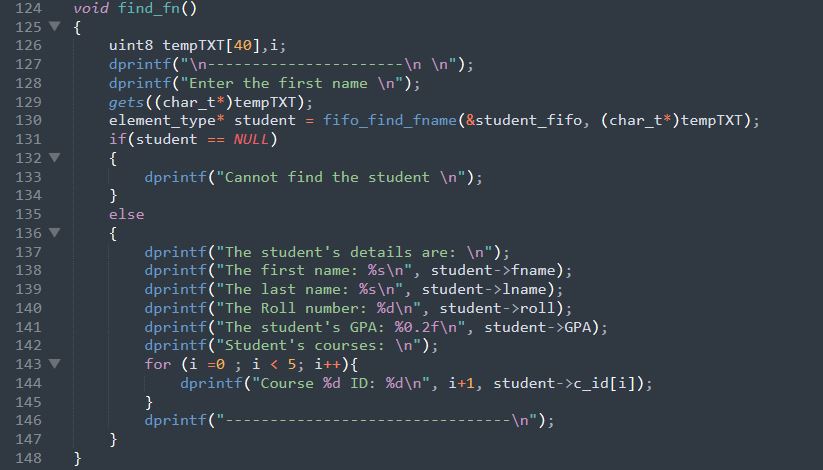 124 void find_fn()
125 {
126 uint8 tempTXT[40],i;
127 dprintf("\n----------------------\n \n");
128 dprintf("Enter the first name \n");
129 gets((char_t*)tempTXT);
130 element_type* student = fifo_find_fname(&student_fifo, (char_t*)tempTXT);
131 if(student == NULL)
132 {
133 dprintf("Cannot find the student \n");
134 }
135 else
136 {
137 dprintf("The student's details are: \n");
138 dprintf("The first name: %s\n", student->fname);
139 dprintf("The last name: %s\n", student->lname);
140 dprintf("The Roll number: %d\n", student->roll);
141 dprintf("The student's GPA: %0.2f\n", student->GPA);
142 dprintf("Student's courses: \n");
143 for (i =0 ; i < 5; i++){
144 dprintf("Course %d ID: %d\n", i+1, student->c_id[i]);
145 }
146 dprintf("--------------------------------\n");
147 }
148 }